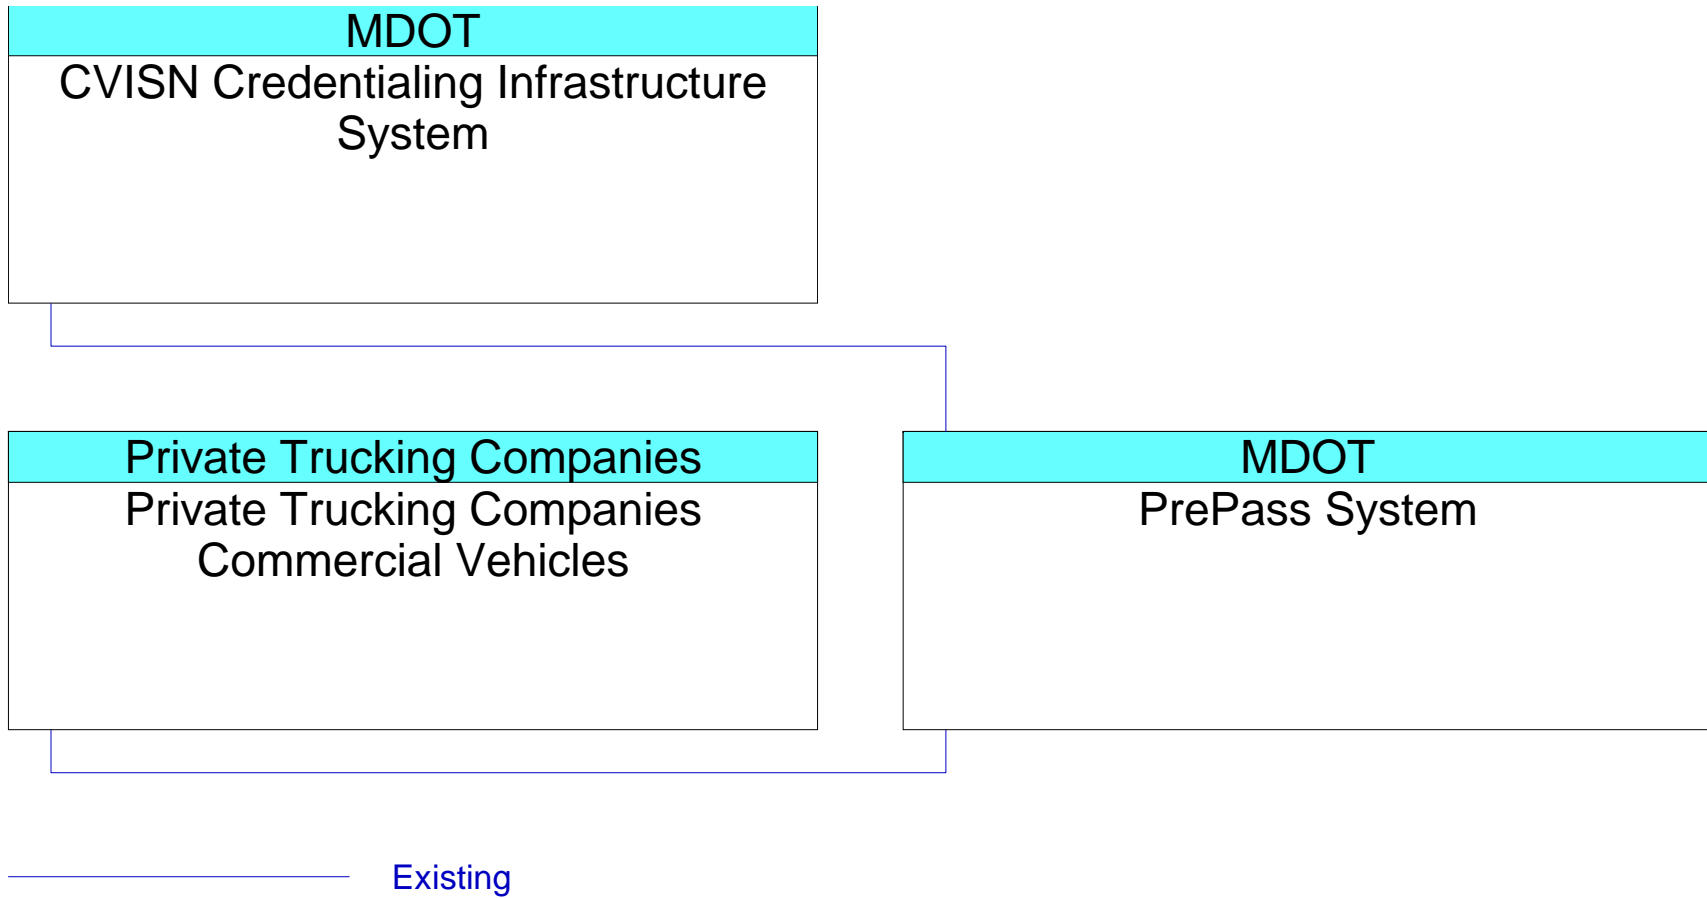 MDOT
CVISN Credentialing Infrastructure
System
Private Trucking Companies
Private Trucking Companies
Commercial Vehicles
MDOT
PrePass System
Existing